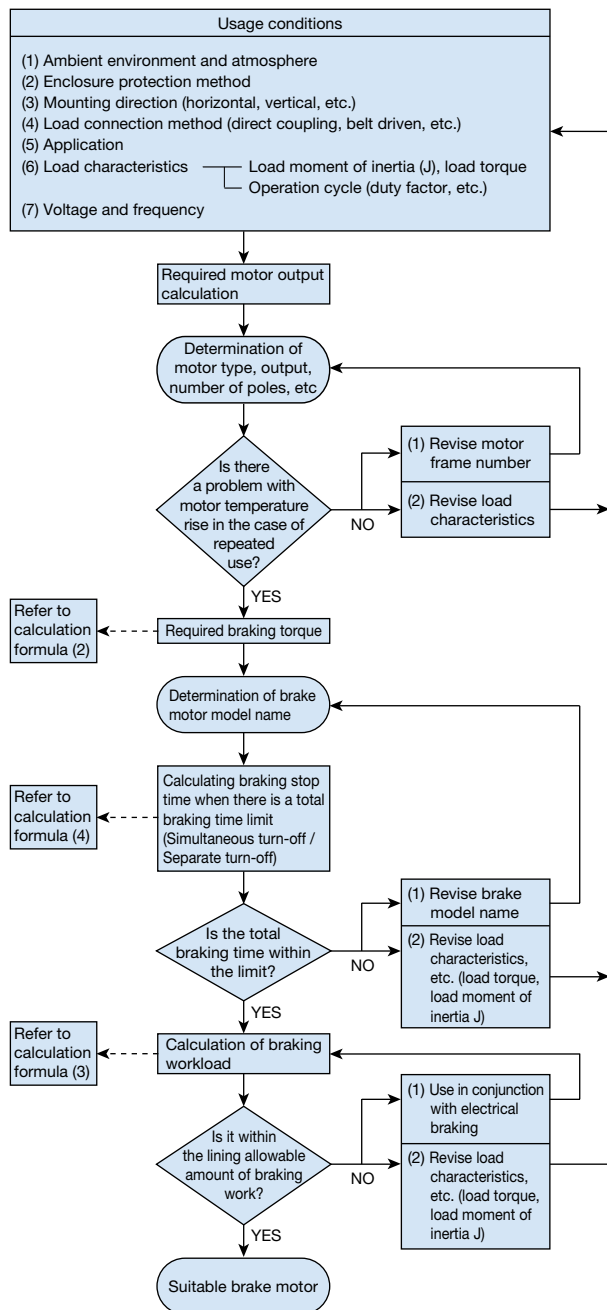 Usage conditions
(1) Ambient environment and atmosphere
(2) Enclosure protection method
(3) Mounting direction (horizontal, vertical, etc.)
(4) Load connection method (direct coupling, belt driven, etc.)
(5) Application
(6) Load characteristics
Load moment of inertia (J), load torque
Operation cycle (duty factor, etc.)
(7) Voltage and frequency
Required motor output
calculation
Determination of
motor type, output,
number of poles, etc
Is there
a problem with
motor temperature
rise in the case of
repeated
use?
NO
(1) Revise motor
frame number
(2) Revise load
characteristics
YES
Refer to
calculation
formula (2)
Required braking torque
Determination of brake
motor model name
Refer to
calculation
formula (4)
Calculating braking stop
time when there is a total
braking time limit
(Simultaneous turn-off /
Separate turn-off)
Is the total
braking time within
the limit?
NO
(1) Revise brake
model name
(2) Revise load
characteristics,
etc. (load torque,
load moment of
inertia J)
YES
Refer to
calculation
formula (3)
Calculation of braking
workload
Is it within
the lining allowable
amount of braking
work?
NO
(1) Use in conjunction
with electrical
braking
(2) Revise load
characteristics,
etc. (load torque,
load moment of
inertia J)
YES
Suitable brake motor